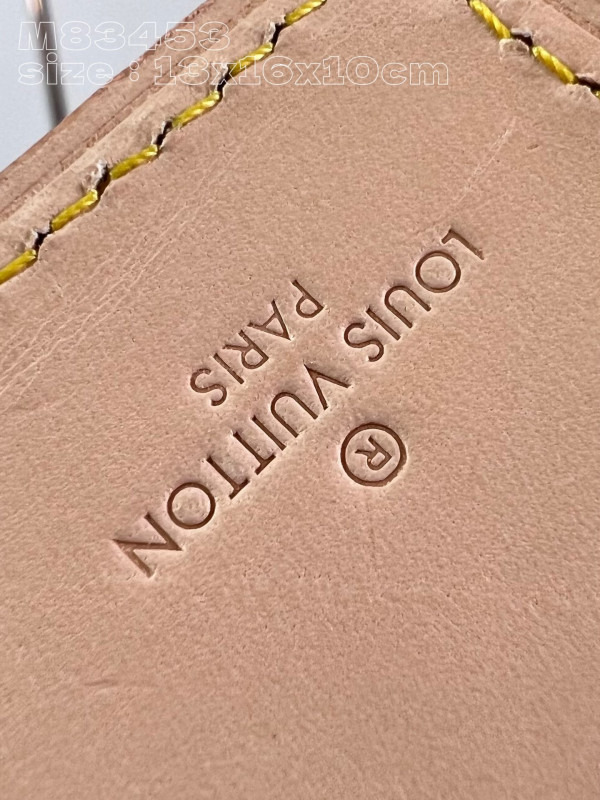 M83453
size : 13x16x10cm
®
LOUIS VUITTON
PARIS